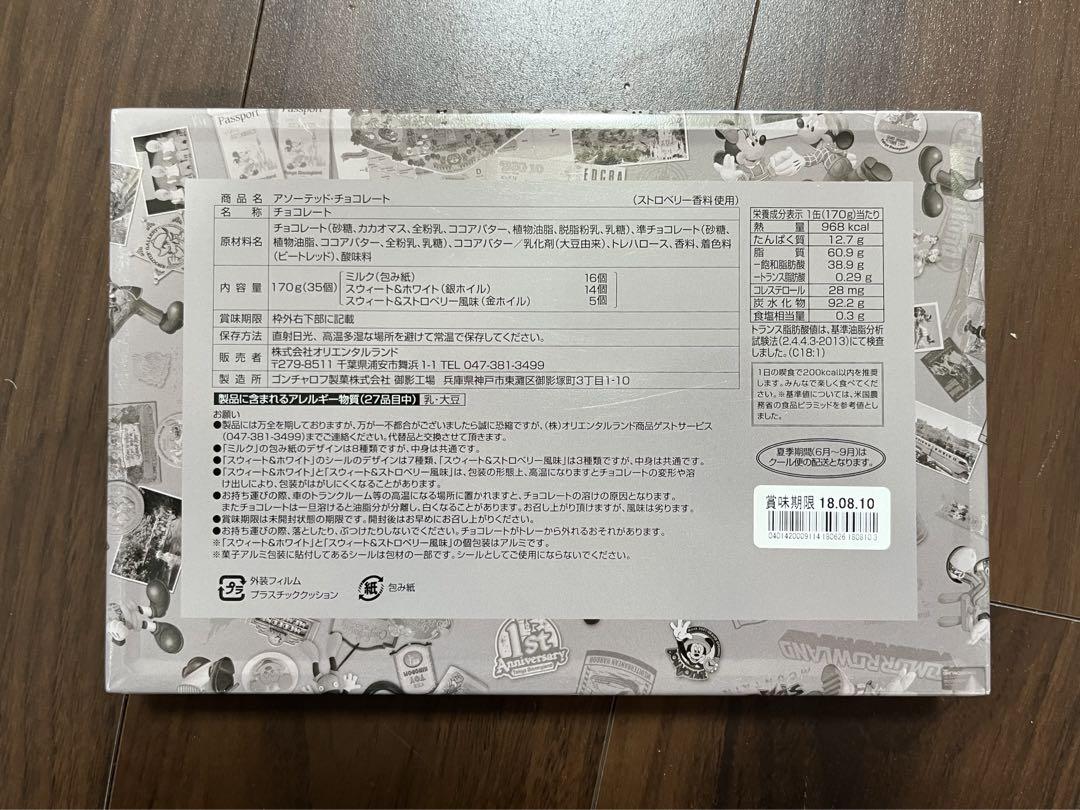 Passport
Passport
商品名 アソーテッド・チョコレート (ストロベリー香料使用)
名称 チョコレート
原材料名 チョコレート(砂糖、カカオマス、全粉乳、ココアバター、植物油脂、脱脂粉乳、乳糖)、準チョコレート(砂糖、
植物油脂、ココアバター、全粉乳、乳糖)、ココアバター/乳化剤(大豆由来)、トレハロース、香料、着色料
(ビートレッド)、酸味料
内容量 170g(35個)
ミルク(包み紙) 16個
スウィート&ホワイト(銀ホイル) 14個
スウィート&ストロベリー風味(金ホイル) 5個
賞味期限 枠外右下部に記載
保存方法 直射日光、高温多湿な場所を避けて常温で保存してください。
販売者 株式会社オリエンタルランド
〒279-8511 千葉県浦安市舞浜1-1 TEL 047-381-3499
製造所 ゴンチャロフ製菓株式会社 御影工場 兵庫県神戸市東灘区御影塚町3丁目1-10
製品に含まれるアレルギー物質(27品目中) 乳・大豆
お願い
●製品には万全を期しておりますが、万が一不都合がございましたら誠に恐縮ですが、(株)オリエンタルランド商品ゲストサービス
(047-381-3499)までご連絡ください。代替品と交換させて頂きます。
●「ミルク」の包み紙のデザインは8種類ですが、中身は共通です。
●「スウィート&ホワイト」のシールのデザインは7種類、「スウィート&ストロベリー風味」は3種類ですが、中身は共通です。
●「スウィート&ホワイト」と「スウィート&ストロベリー風味」は、包装の形態上、高温になりますとチョコレートの変形や溶
け出しにより、包装がはがしにくくなることがあります。
●お持ち運びの際、車のトランクルーム等の高温になる場所に置かれますと、チョコレートの溶けの原因となります。
またチョコレートは一旦溶けると油脂分が分離し、白くなることがあります。お召し上がり頂けますが、風味は劣ります。
●賞味期限は未開封状態の期限です。開封後はお早めにお召し上がりください。
●お持ち運びの際、落としたり、ぶつけたりしないでください。チョコレートがトレーから外れるおそれがあります。
※「スウィート&ホワイト」と「スウィート&ストロベリー風味」の個包装はアルミです。
※菓子アルミ包装に貼付してあるシールは包材の一部です。シールとしてご使用にならないでください。
プラ 外装フィルム
プラスチッククッション
紙 包み紙
栄養成分表示 1缶(170g)当たり
熱量 968 kcal
たんぱく質 12.7 g
脂質 60.9 g
-飽和脂肪酸 38.9 g
-トランス脂肪酸 0.29 g
コレステロール 28 mg
炭水化物 92.2 g
食塩相当量 0.3 g
トランス脂肪酸値は、基準油脂分析
試験法(2.4.4.3-2013)にて検査
しました。(C18:1)
1日の間食で200kcal以内を推奨
します。みんなで楽しく食べてくだ
さい。※基準値については、米国農
務省の食品ピラミッドを参考値とし
ました。
夏季期間(6月〜9月)は
クール便の配送となります。
賞味期限 18.08.10
0401420009114 180626 180810 3
1st
Anniversary
Tokyo Disneyland
TOMORROWLAND